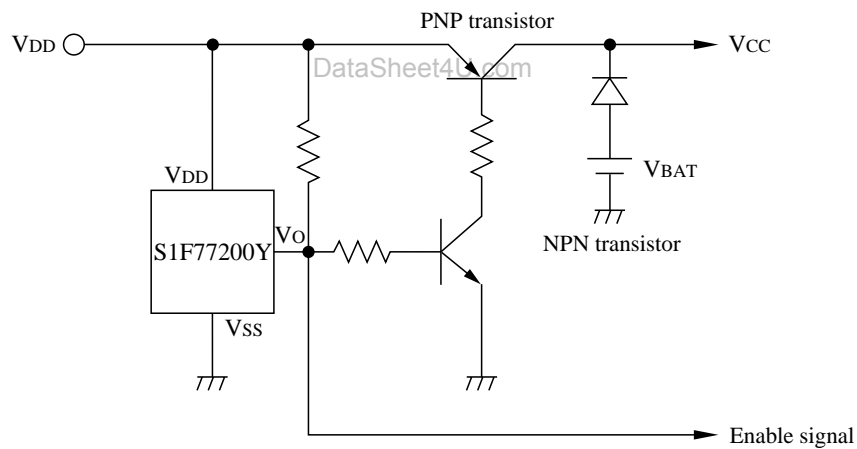 PNP transistor
VDD
VCC
DataSheet4U.com
VDD
VBAT
S1F77200Y
VO
NPN transistor
VSS
Enable signal